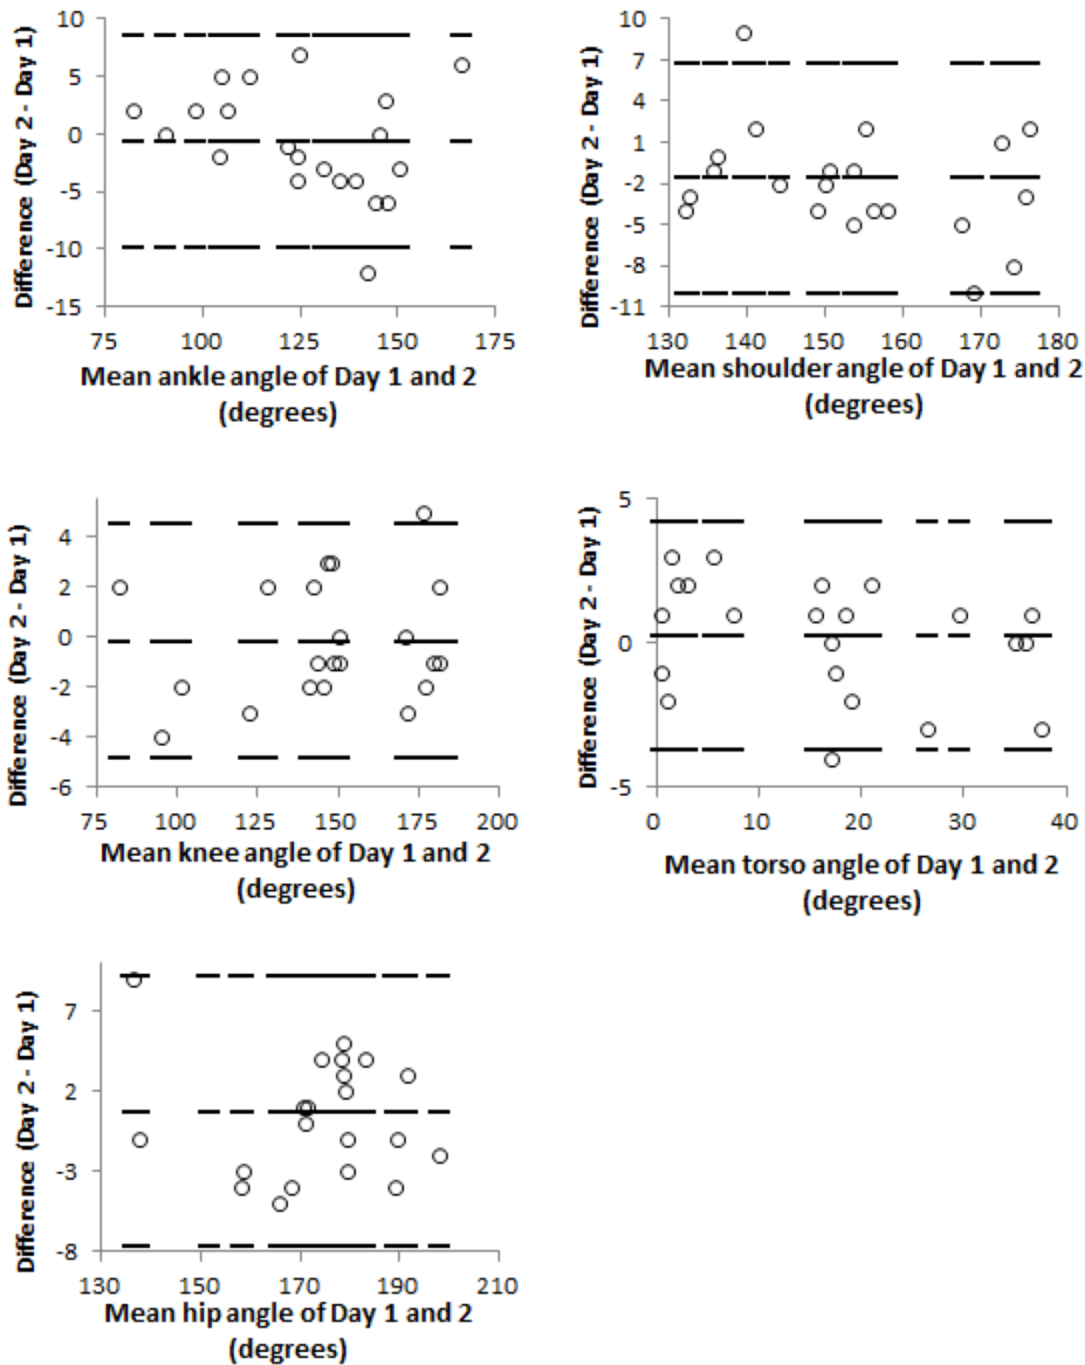 Difference (Day 2 - Day 1)
10
5
0
-5
-10
-15
75 100 125 150 175
Mean ankle angle of Day 1 and 2
(degrees)
Difference (Day 2 - Day 1)
10
7
4
1
-2
-5
-8
-11
130 140 150 160 170 180
Mean shoulder angle of Day 1 and 2
(degrees)
Difference (Day 2 - Day 1)
4
2
0
-2
-4
-6
75 100 125 150 175 200
Mean knee angle of Day 1 and 2
(degrees)
Difference (Day 2 - Day 1)
5
0
-5
0 10 20 30 40
Mean torso angle of Day 1 and 2
(degrees)
Difference (Day 2 - Day 1)
7
2
-3
-8
130 150 170 190 210
Mean hip angle of Day 1 and 2
(degrees)